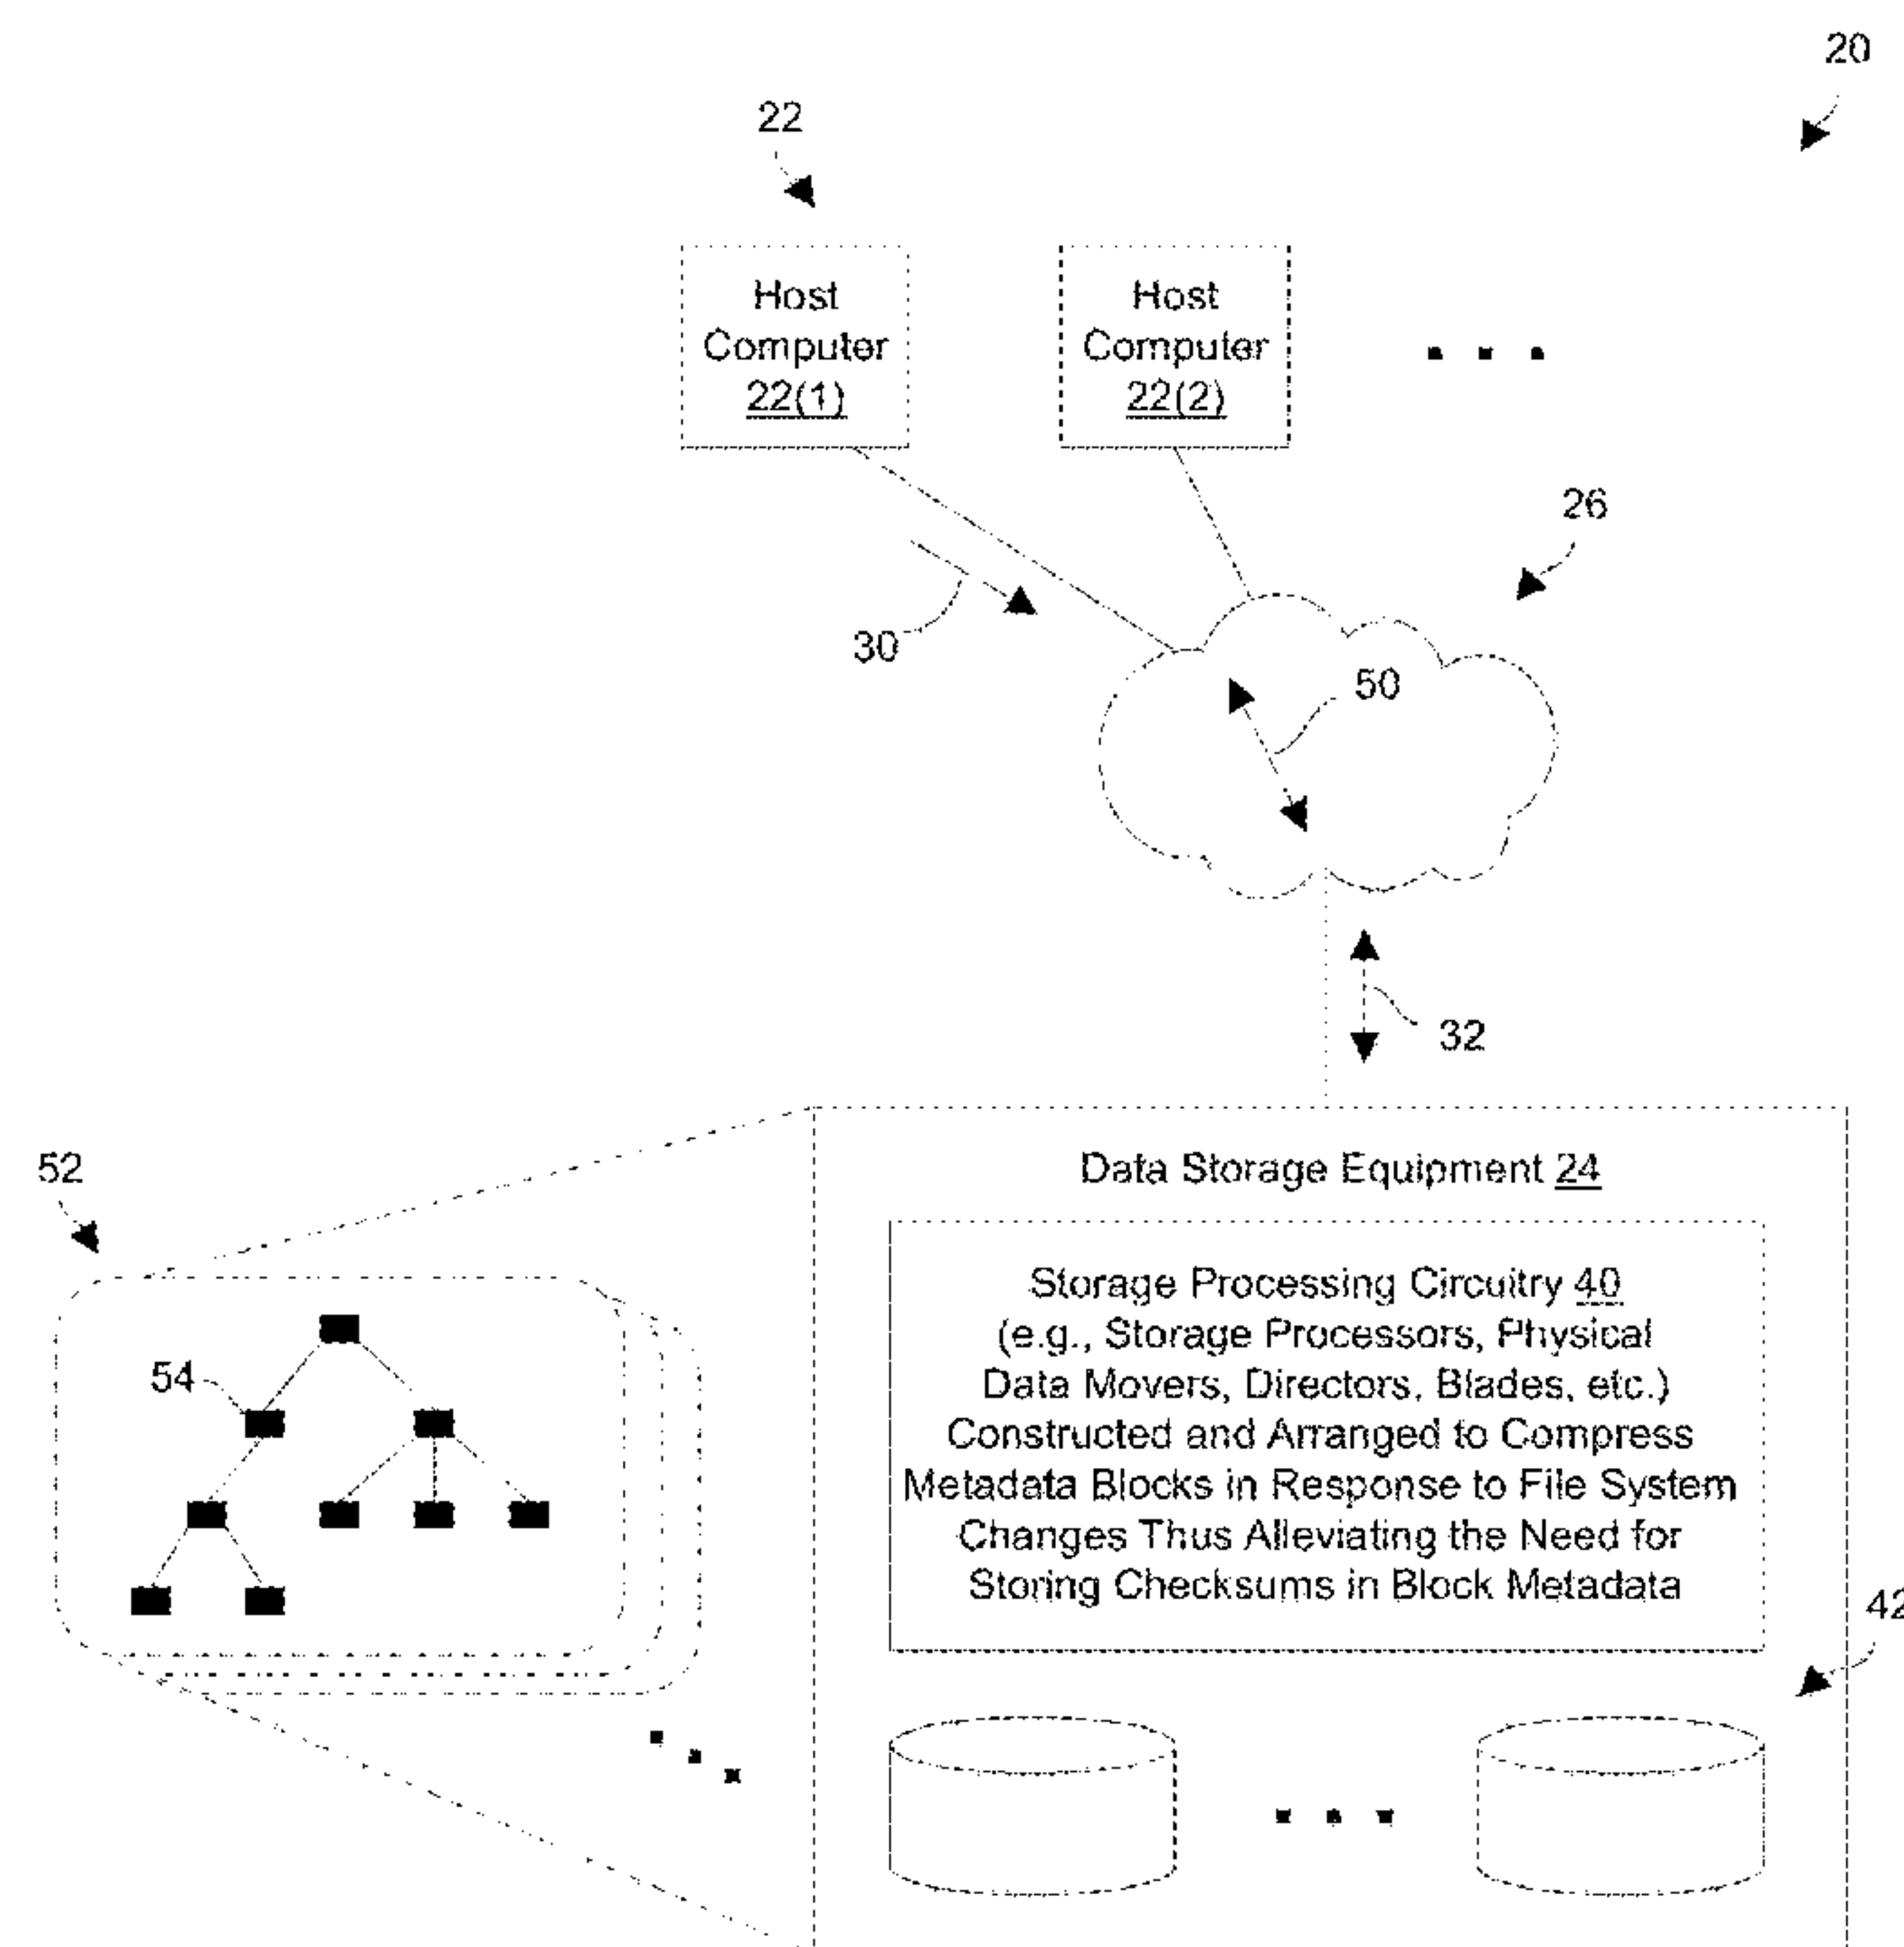 20
22
Host
Computer
22(1)
Host
Computer
22(2)
26
30
50
32
52
Data Storage Equipment 24
Storage Processing Circuitry 40
(e.g., Storage Processors, Physical
Data Movers, Directors, Blades, etc.)
Constructed and Arranged to Compress
Metadata Blocks in Response to File System
Changes Thus Alleviating the Need for
Storing Checksums in Block Metadata
54
42